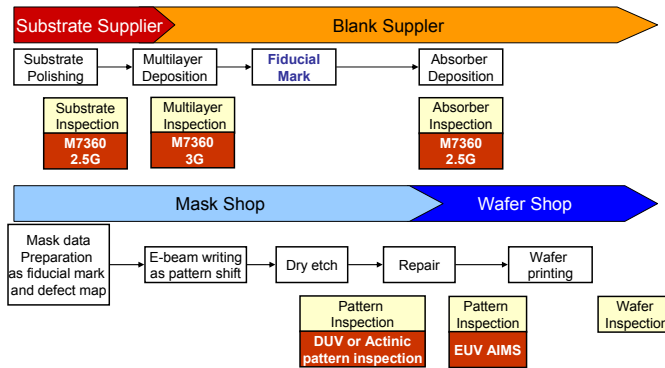 Substrate Supplier
Blank Suppler
Substrate
Polishing
Multilayer
Deposition
Fiducial
Mark
Absorber
Deposition
Substrate
Inspection
M7360
2.5G
Multilayer
Inspection
M7360
3G
Absorber
Inspection
M7360
2.5G
Mask Shop
Wafer Shop
Mask data
Preparation
as fiducial mark
and defect map
E-beam writing
as pattern shift
Dry etch
Repair
Wafer
printing
Pattern
Inspection
DUV or Actinic
pattern inspection
Pattern
Inspection
EUV AIMS
Wafer
Inspection